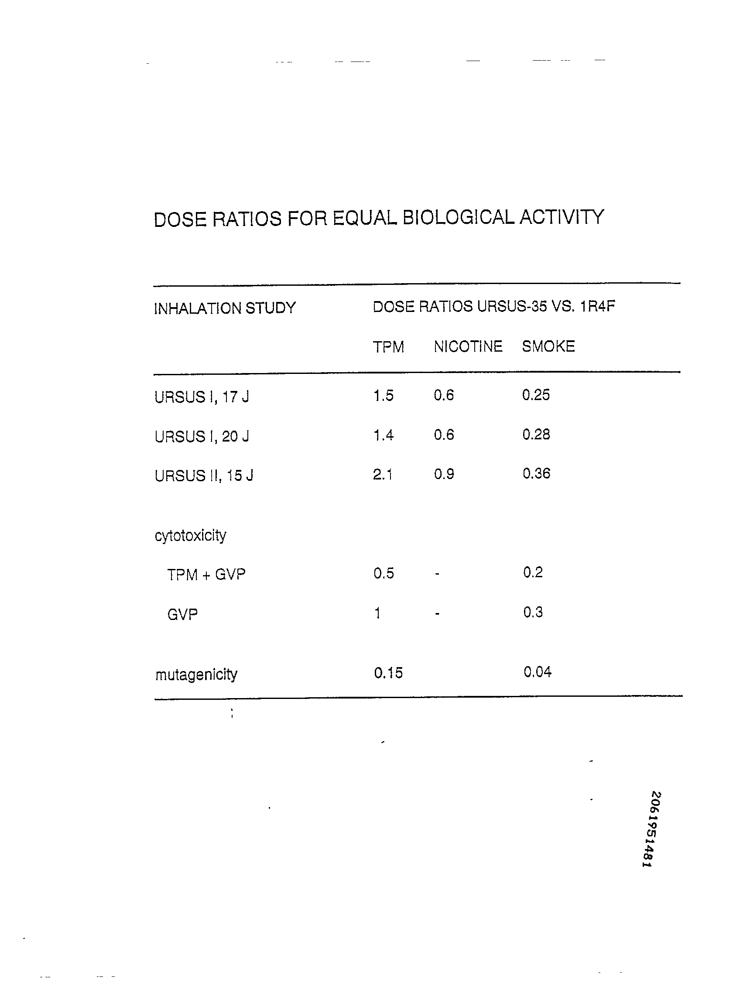 DOSE RATIOS FOR EQUAL BIOLOGICAL ACTIVITY
INHALATION STUDY DOSE RATIOS URSUS-35 VS. 1R4F
TPM NICOTINE SMOKE
URSUS I, 17 J 1.5 0.6 0.25
URSUS I, 20 J 1.4 0.6 0.28
URSUS II, 15 J 2.1 0.9 0.36
cytotoxicity
TPM + GVP 0.5 - 0.2
GVP 1 - 0.3
mutagenicity 0.15 0.04
2061951481